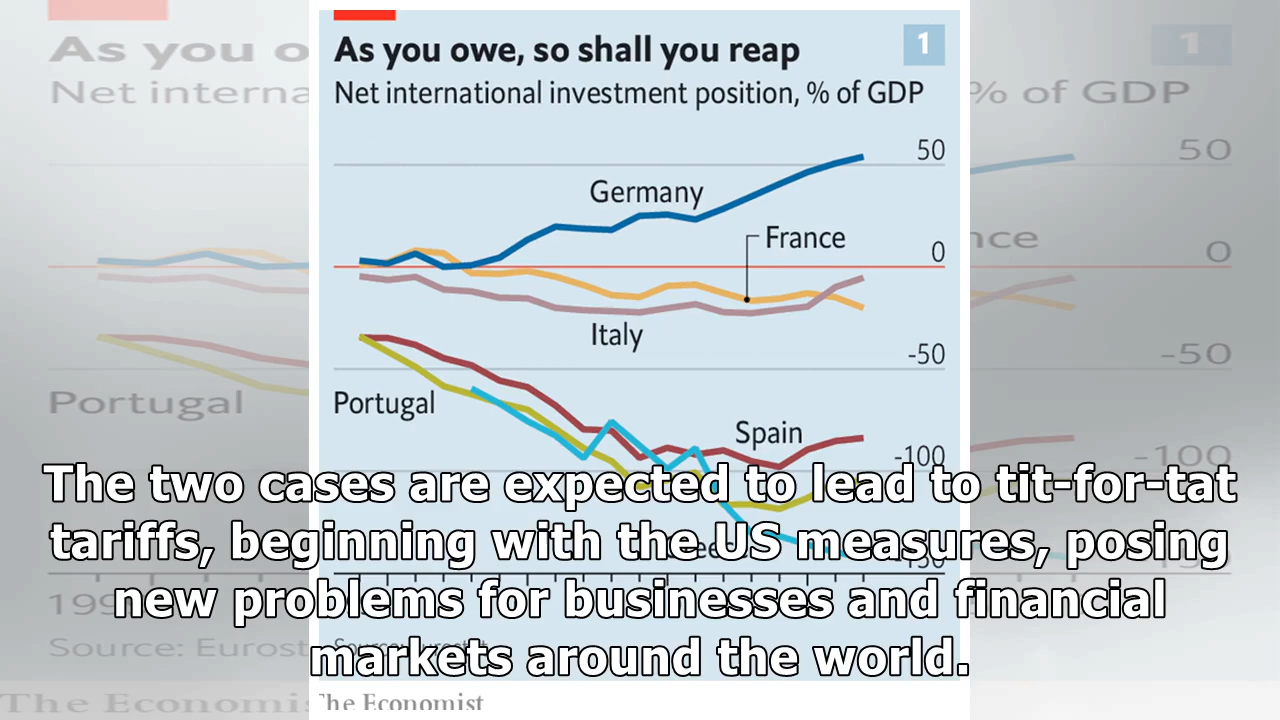 As you owe, so shall you reap
1
Net international investment position, % of GDP
50
Germany
France
0
Italy
-50
Portugal
Spain
-100
The two cases are expected to lead to tit-for-tat
tariffs, beginning with the US measures, posing
new problems for businesses and financial
markets around the world.
The Economist